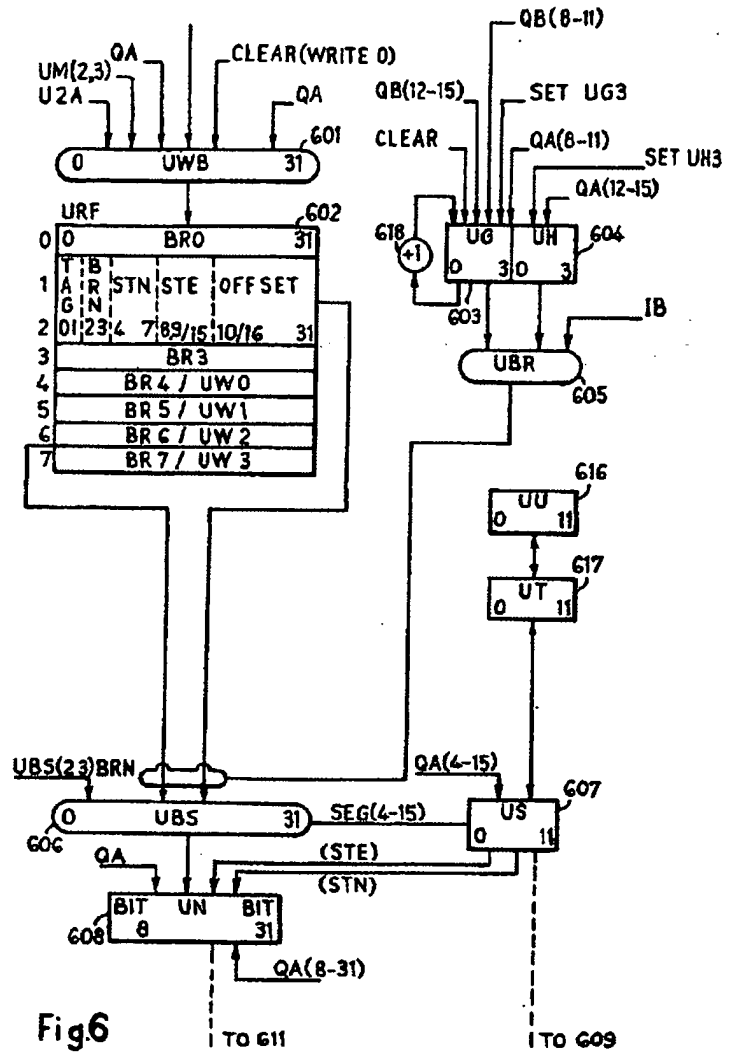 QB(8-11)
QA
CLEAR(WRITE 0)
UM(2,3)
U2A
QA
QB(12-15)
SET UG3
CLEAR
QA(8-11)
SET UH3
QA(12-15)
601
0 UWB 31
URF
602
0 0 BR0 31
618
+1
UG UH
604
0 3 0 3
603
1 TAG BRN STN STE OFFSET
2 01 23 4 7 8,9/15 10/16 31
3 BR3
4 BR4 / UW0
5 BR5 / UW1
6 BR6 / UW2
7 BR7 / UW3
IB
UBR
605
616
UU
0 11
617
UT
0 11
UBS(23)BRN
QA(4-15)
607
0 UBS 31
606
SEG(4-15)
US
0 11
(STE)
(STN)
QA
BIT UN BIT
8 31
608
QA(8-31)
Fig.6
TO 611
TO 609